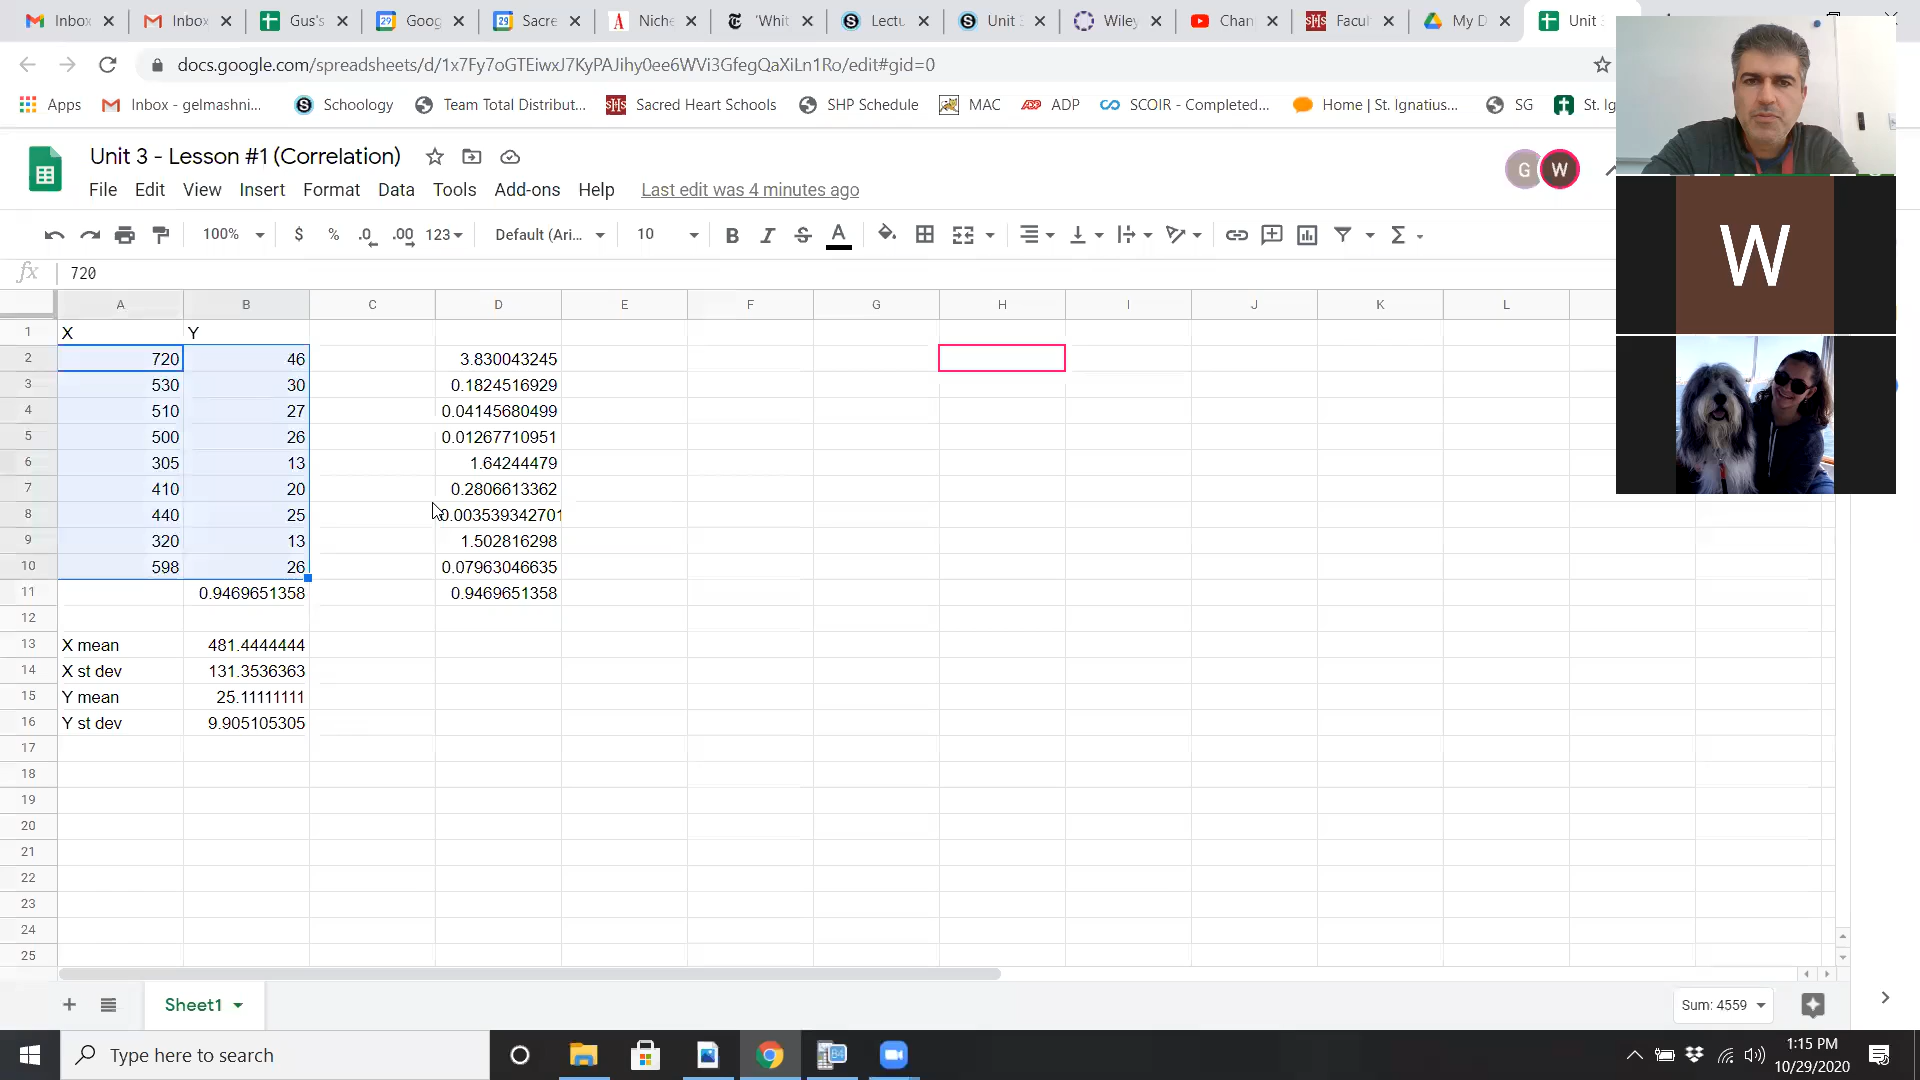 Inbox Inbox Gus's Goog Sacre Niche 'Whit Lectu Unit Wiley Chan Facul My D Unit
docs.google.com/spreadsheets/d/1x7Fy7oGTEiwxJ7KyPAJihy0ee6WVi3GfegQaXiLn1Ro/edit#gid=0
Apps Inbox - gelmashni... Schoology Team Total Distribut... Sacred Heart Schools SHP Schedule MAC ADP SCOIR - Completed... Home | St. Ignatius... SG St. Ig
Unit 3 - Lesson #1 (Correlation)
G W
File Edit View Insert Format Data Tools Add-ons Help Last edit was 4 minutes ago
100% $ % .0 .00 123 Default (Ari... 10 B I S A Σ
fx 720
A B C D E F G H I J K L
1 X Y
2 720 46 3.830043245
3 530 30 0.1824516929
4 510 27 0.04145680499
5 500 26 0.01267710951
6 305 13 1.64244479
7 410 20 0.2806613362
8 440 25 0.003539342701
9 320 13 1.502816298
10 598 26 0.07963046635
11 0.9469651358 0.9469651358
12
13 X mean 481.4444444
14 X st dev 131.3536363
15 Y mean 25.11111111
16 Y st dev 9.905105305
17
18
19
20
21
22
23
24
25
W
Sheet1 Sum: 4559
Type here to search
1:15 PM
10/29/2020